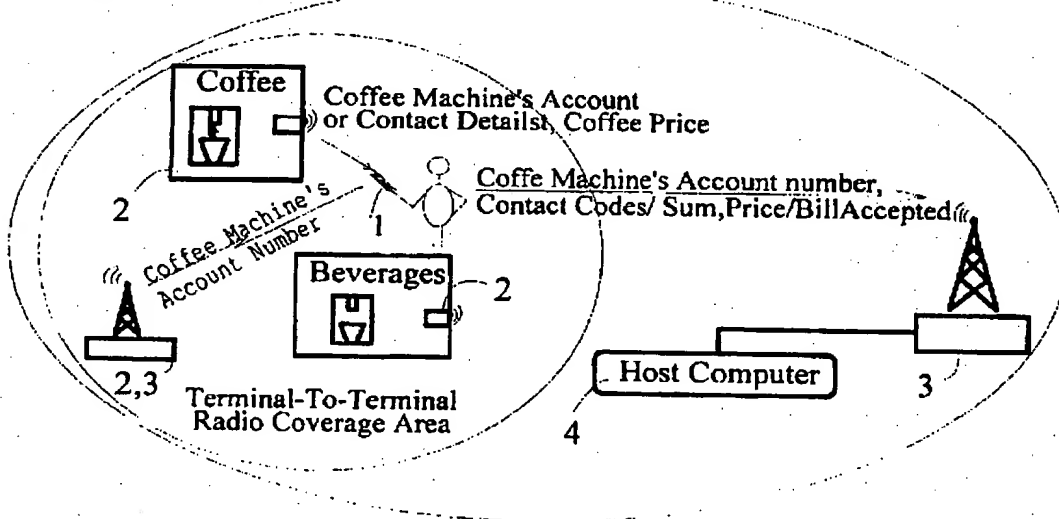 Coffee
Coffee Machine's Account
or Contact Detailst, Coffee Price
2
1
Coffe Machine's Account number,
Contact Codes/ Sum,Price/BillAccepted
Coffee Machine's
Account Number
Beverages
2
2,3
Terminal-To-Terminal
Radio Coverage Area
Host Computer
3
4